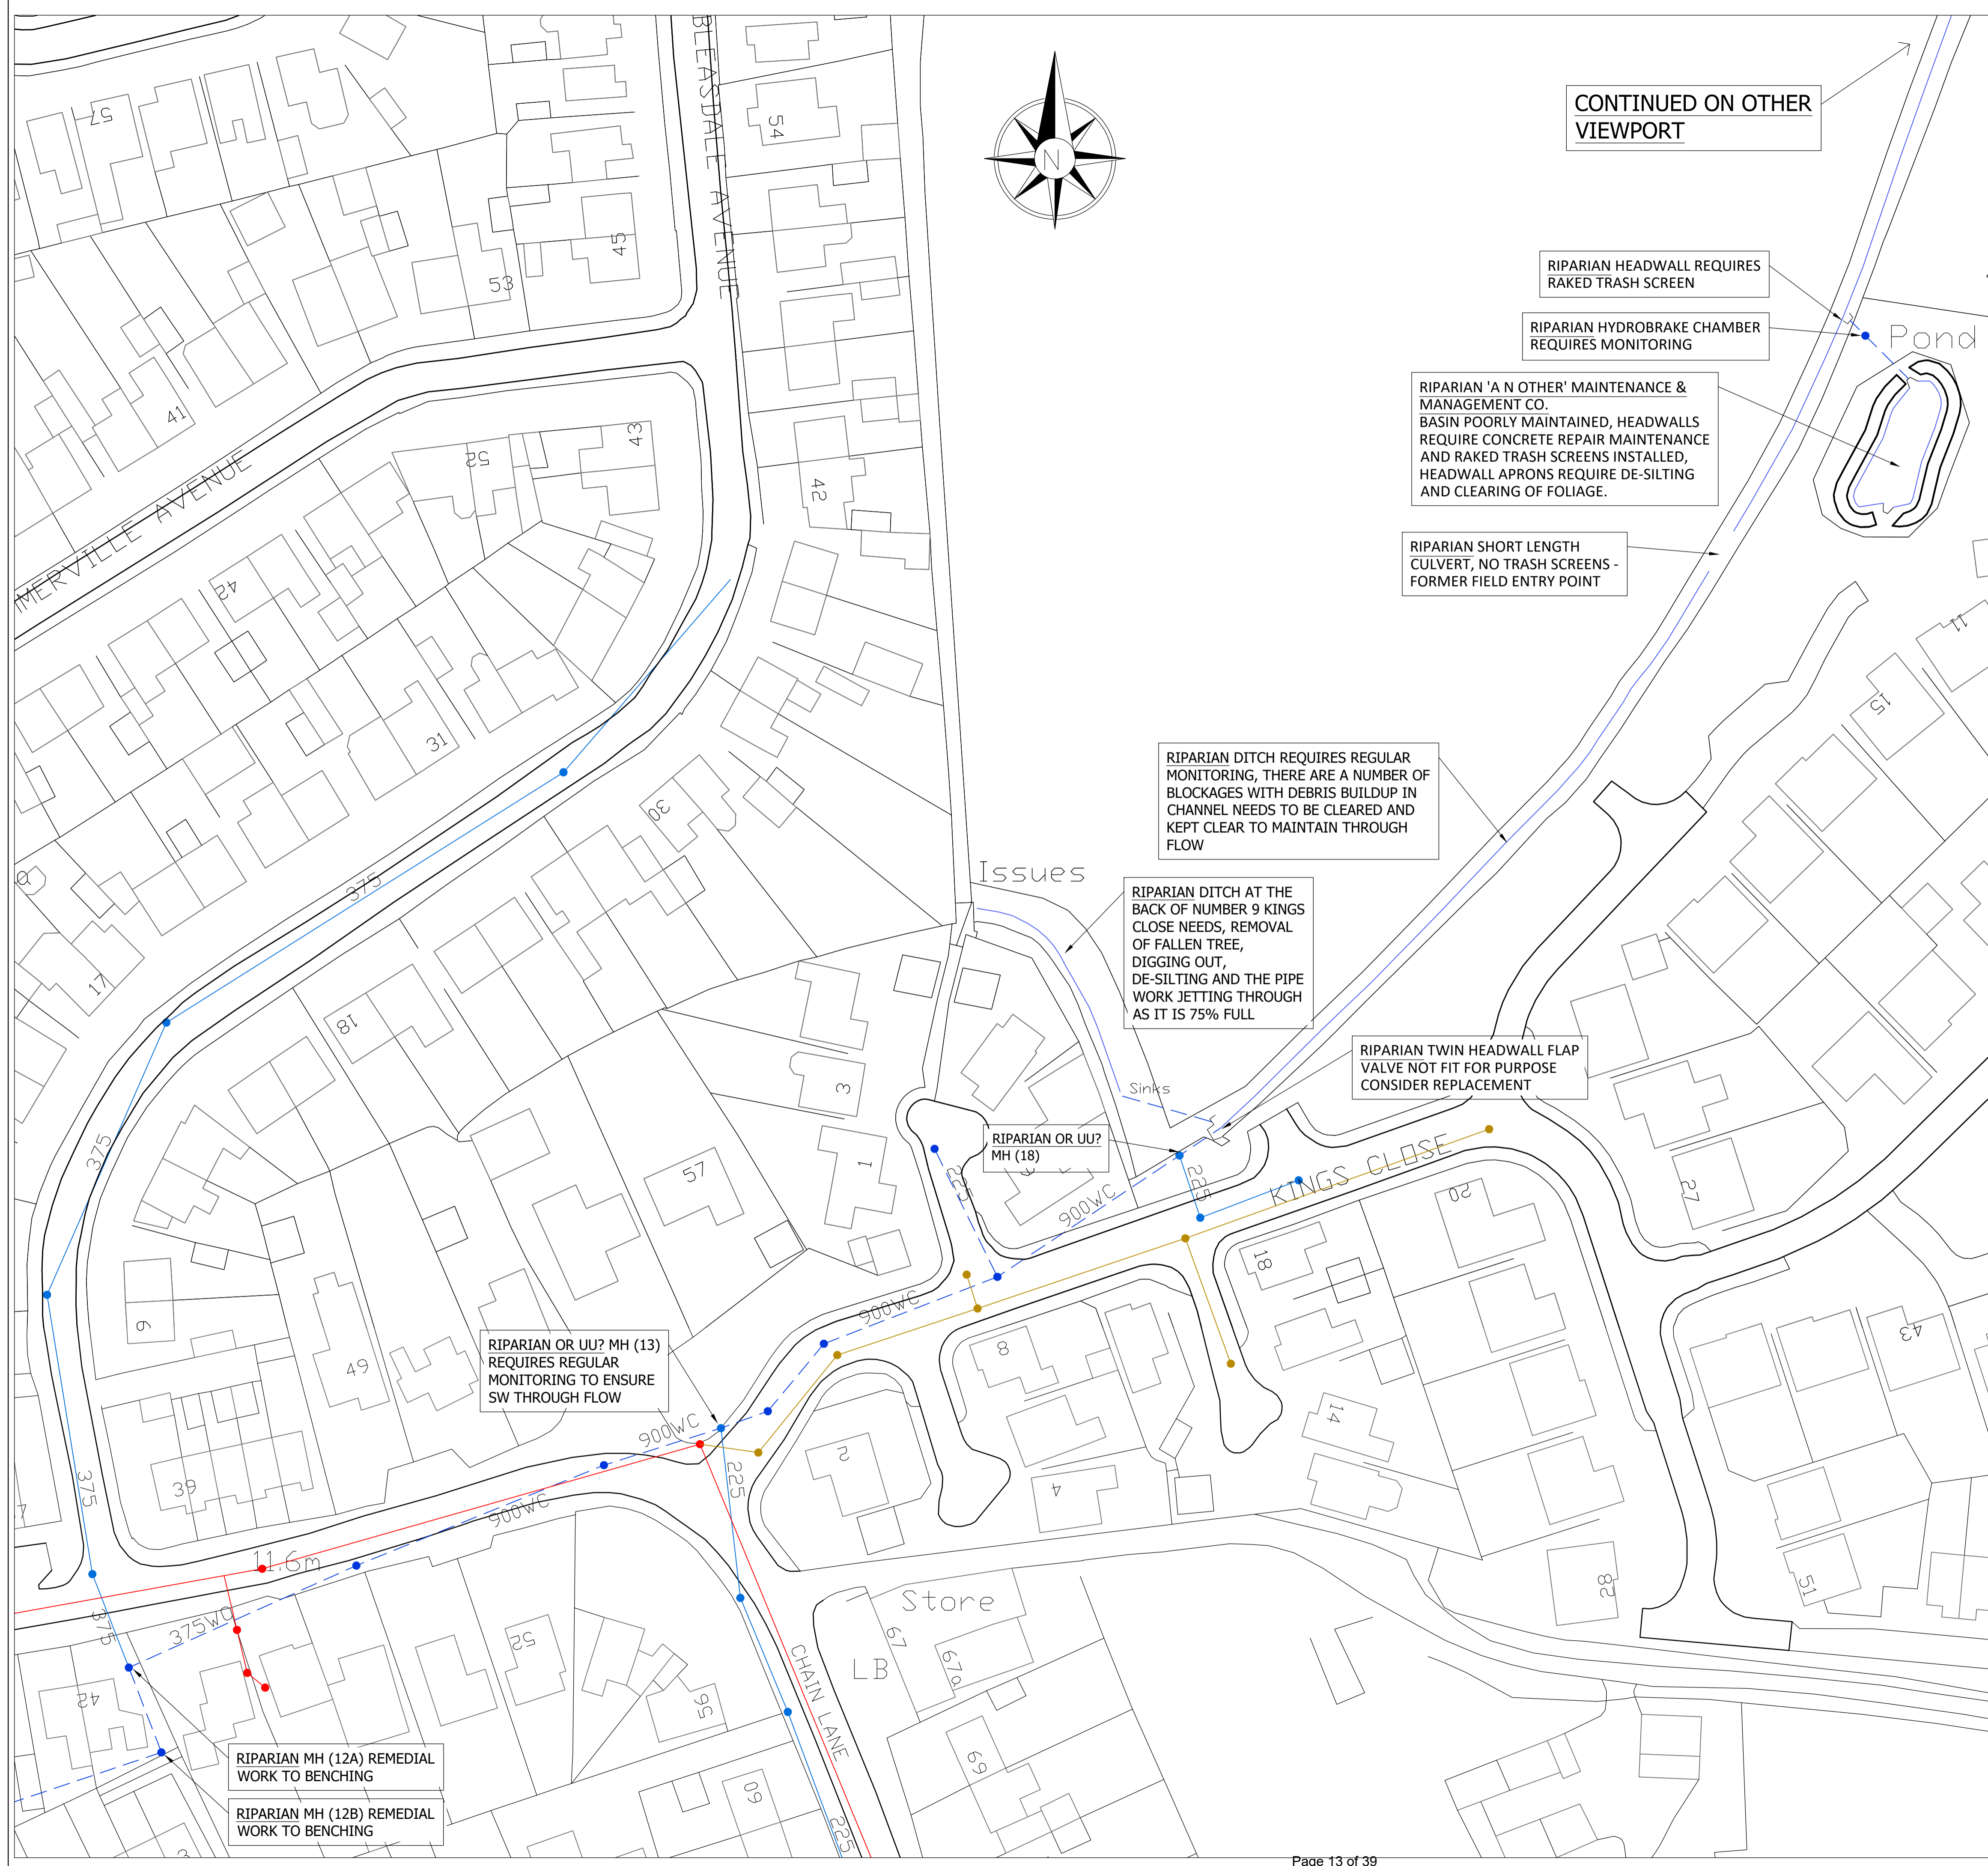 CONTINUED ON OTHER
VIEWPORT
BLEASDALE AVENUE
57
54
N
45
53
RIPARIAN HEADWALL REQUIRES
RAKED TRASH SCREEN
RIPARIAN HYDROBRAKE CHAMBER
REQUIRES MONITORING
Pond
RIPARIAN 'A N OTHER' MAINTENANCE &
MANAGEMENT CO.
BASIN POORLY MAINTAINED, HEADWALLS
REQUIRE CONCRETE REPAIR MAINTENANCE
AND RAKED TRASH SCREENS INSTALLED,
HEADWALL APRONS REQUIRE DE-SILTING
AND CLEARING OF FOLIAGE.
41
52
43
42
MERVILLE AVENUE
42
RIPARIAN SHORT LENGTH
CULVERT, NO TRASH SCREENS -
FORMER FIELD ENTRY POINT
11
15
31
30
RIPARIAN DITCH REQUIRES REGULAR
MONITORING, THERE ARE A NUMBER OF
BLOCKAGES WITH DEBRIS BUILDUP IN
CHANNEL NEEDS TO BE CLEARED AND
KEPT CLEAR TO MAINTAIN THROUGH
FLOW
375
Issues
RIPARIAN DITCH AT THE
BACK OF NUMBER 9 KINGS
CLOSE NEEDS, REMOVAL
OF FALLEN TREE,
DIGGING OUT,
DE-SILTING AND THE PIPE
WORK JETTING THROUGH
AS IT IS 75% FULL
17
18
RIPARIAN TWIN HEADWALL FLAP
VALVE NOT FIT FOR PURPOSE
CONSIDER REPLACEMENT
3
Sinks
RIPARIAN OR UU?
MH (18)
375
57
1
225
225
900WC
KINGS CLOSE
20
27
18
6
900WC
8
43
49
RIPARIAN OR UU? MH (13)
REQUIRES REGULAR
MONITORING TO ENSURE
SW THROUGH FLOW
14
900WC
2
4
375
39
225
900WC
11.6m
82
51
Store
375WC
375
52
67
67a
LB
CHAIN LANE
42
56
RIPARIAN MH (12A) REMEDIAL
WORK TO BENCHING
69
60
RIPARIAN MH (12B) REMEDIAL
WORK TO BENCHING
225
Page 13 of 39